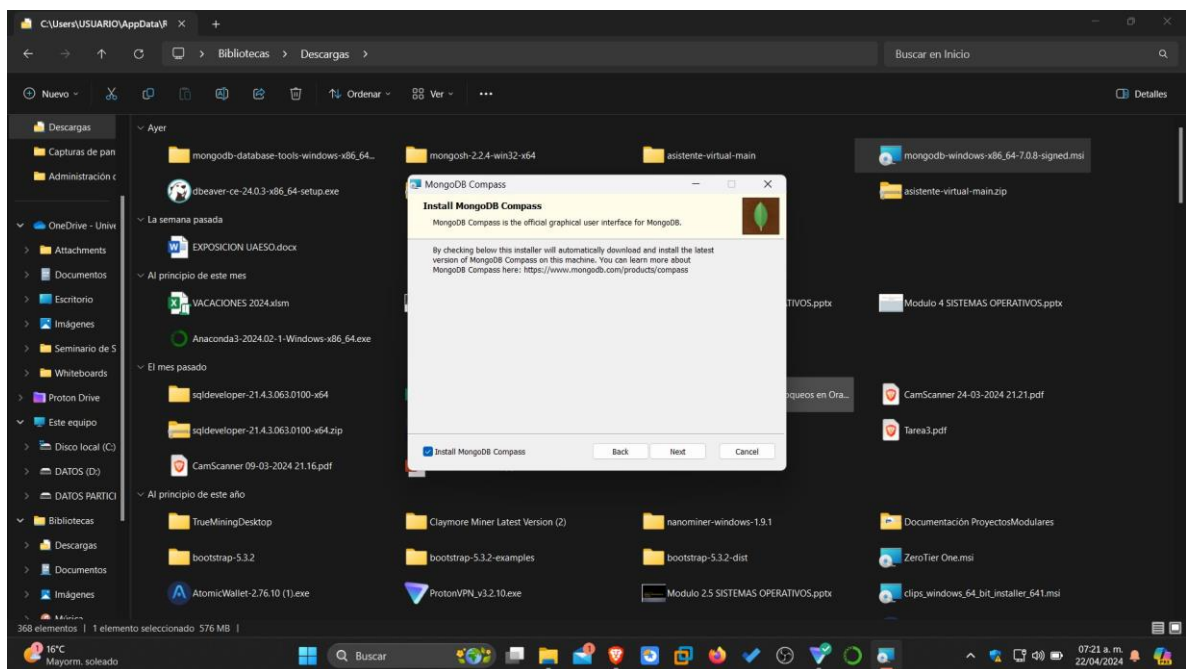 C:\Users\USUARIO\AppData\R
Bibliotecas > Descargas >
Buscar en Inicio
Nuevo
Ordenar
Ver
Detalles
Descargas
Capturas de pan
Administración c
OneDrive - Unive
Attachments
Documentos
Escritorio
Imágenes
Seminario de S
Whiteboards
Proton Drive
Este equipo
Disco local (C:)
DATOS (D:)
DATOS PARTICI
Bibliotecas
Descargas
Documentos
Imágenes
Música
Ayer
mongodb-database-tools-windows-x86_64...
mongosh-2.2.4-win32-x64
asistente-virtual-main
mongodb-windows-x86_64-7.0.8-signed.msi
dbeaver-ce-24.0.3-x86_64-setup.exe
asistente-virtual-main.zip
La semana pasada
EXPOSICION UAESO.docx
Al principio de este mes
VACACIONES 2024.xlsm
TIVOS.pptx
Modulo 4 SISTEMAS OPERATIVOS.pptx
Anaconda3-2024.02-1-Windows-x86_64.exe
El mes pasado
sqldeveloper-21.4.3.063.0100-x64
oqueos en Ora...
CamScanner 24-03-2024 21.21.pdf
sqldeveloper-21.4.3.063.0100-x64.zip
Tarea3.pdf
CamScanner 09-03-2024 21.16.pdf
Al principio de este año
TrueMiningDesktop
Claymore Miner Latest Version (2)
nanominer-windows-1.9.1
Documentación ProyectosModulares
bootstrap-5.3.2
bootstrap-5.3.2-examples
bootstrap-5.3.2-dist
ZeroTier One.msi
AtomicWallet-2.76.10 (1).exe
ProtonVPN_v3.2.10.exe
Modulo 2.5 SISTEMAS OPERATIVOS.pptx
clips_windows_64_bit_installer_641.msi
MongoDB Compass
Install MongoDB Compass
MongoDB Compass is the official graphical user interface for MongoDB.
By checking below this installer will automatically download and install the latest
version of MongoDB Compass on this machine. You can learn more about
MongoDB Compass here: https://www.mongodb.com/products/compass
Install MongoDB Compass
Back
Next
Cancel
368 elementos | 1 elemento seleccionado 576 MB |
16°C
Mayorm. soleado
Buscar
07:21 a. m.
22/04/2024